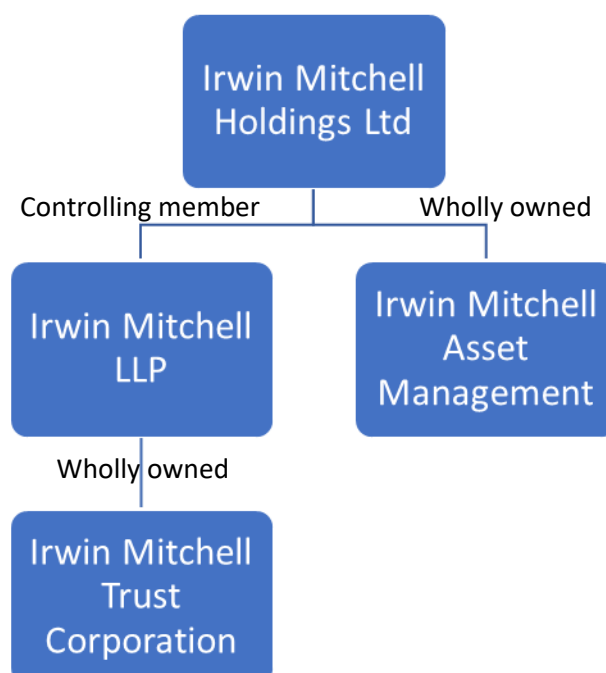 Irwin Mitchell
Holdings Ltd
Controlling member
Wholly owned
Irwin Mitchell
LLP
Irwin Mitchell
Asset
Management
Wholly owned
Irwin Mitchell
Trust
Corporation